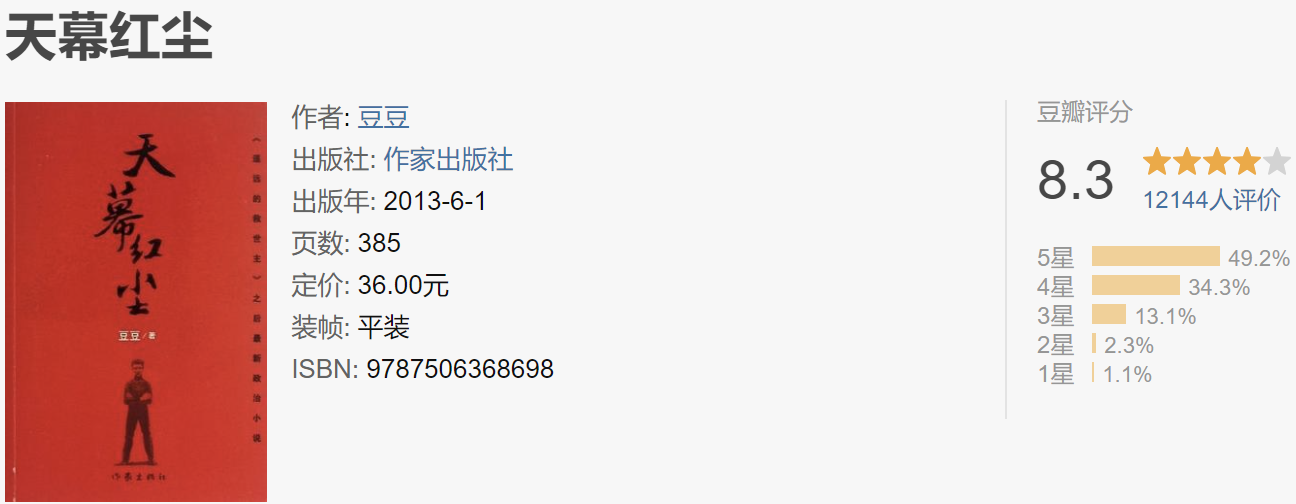 天幕红尘
天
幕
红
尘
豆豆/著
《遥远的救世主》之后最新政治小说
作家出版社
作者: 豆豆
出版社: 作家出版社
出版年: 2013-6-1
页数: 385
定价: 36.00元
装帧: 平装
ISBN: 9787506368698
豆瓣评分
8.3
12144人评价
5星 49.2%
4星 34.3%
3星 13.1%
2星 2.3%
1星 1.1%